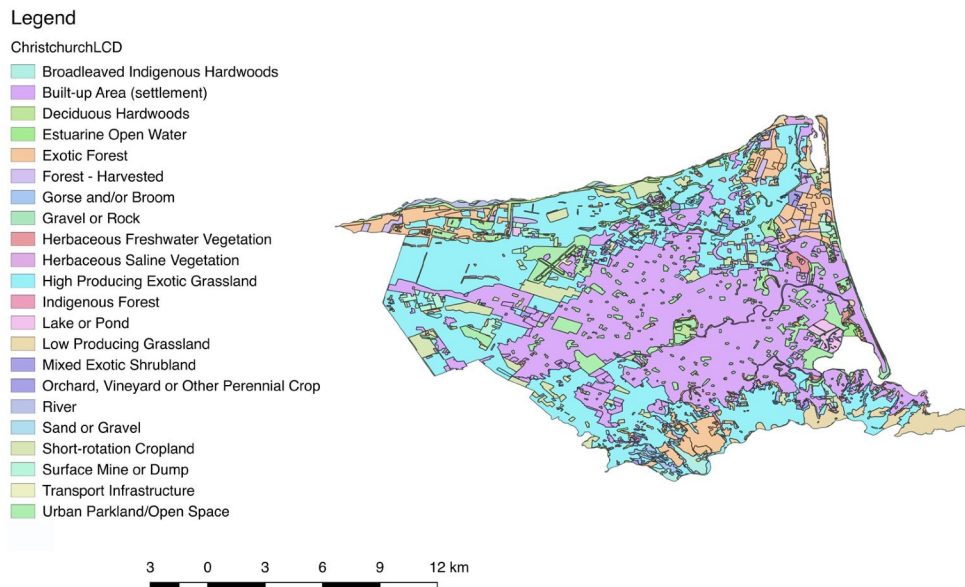 Legend
ChristchurchLCD
Broadleaved Indigenous Hardwoods
Built-up Area (settlement)
Deciduous Hardwoods
Estuarine Open Water
Exotic Forest
Forest - Harvested
Gorse and/or Broom
Gravel or Rock
Herbaceous Freshwater Vegetation
Herbaceous Saline Vegetation
High Producing Exotic Grassland
Indigenous Forest
Lake or Pond
Low Producing Grassland
Mixed Exotic Shrubland
Orchard, Vineyard or Other Perennial Crop
River
Sand or Gravel
Short-rotation Cropland
Surface Mine or Dump
Transport Infrastructure
Urban Parkland/Open Space
3 0 3 6 9 12 km